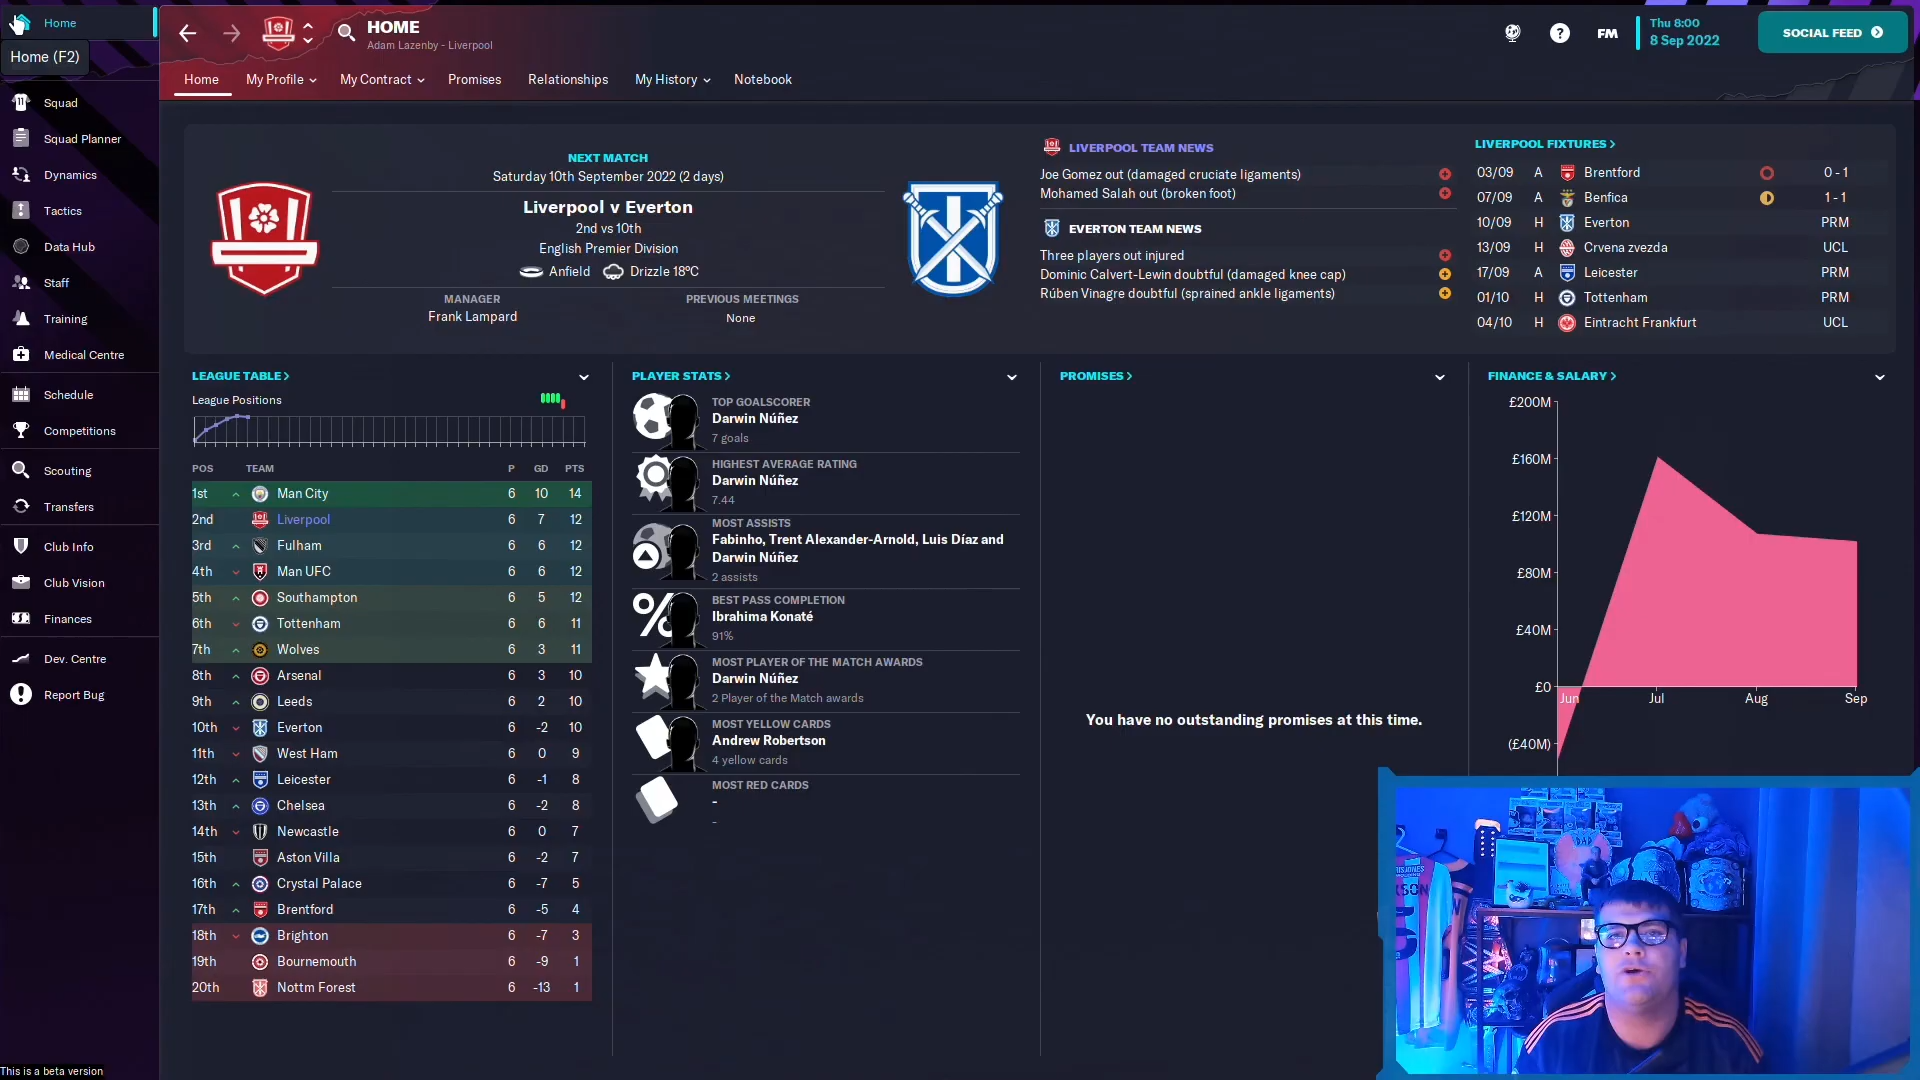 Home
Home (F2)
Squad
Squad Planner
Dynamics
Tactics
Data Hub
Staff
Training
Medical Centre
Schedule
Competitions
Scouting
Transfers
Club Info
Club Vision
Finances
Dev. Centre
Report Bug
This is a beta version
HOME
Adam Lazenby - Liverpool
FM
Thu 8:00
8 Sep 2022
SOCIAL FEED
Home My Profile My Contract Promises Relationships My History Notebook
NEXT MATCH
Saturday 10th September 2022 (2 days)
Liverpool v Everton
2nd vs 10th
English Premier Division
Anfield Drizzle 18ºC
MANAGER
Frank Lampard
PREVIOUS MEETINGS
None
LIVERPOOL TEAM NEWS
Joe Gomez out (damaged cruciate ligaments)
Mohamed Salah out (broken foot)
EVERTON TEAM NEWS
Three players out injured
Dominic Calvert-Lewin doubtful (damaged knee cap)
Rúben Vinagre doubtful (sprained ankle ligaments)
LIVERPOOL FIXTURES >
03/09 A Brentford 0 - 1
07/09 A Benfica 1 - 1
10/09 H Everton PRM
13/09 H Crvena zvezda UCL
17/09 A Leicester PRM
01/10 H Tottenham PRM
04/10 H Eintracht Frankfurt UCL
LEAGUE TABLE >
League Positions
POS TEAM P GD PTS
1st Man City 6 10 14
2nd Liverpool 6 7 12
3rd Fulham 6 6 12
4th Man UFC 6 6 12
5th Southampton 6 5 12
6th Tottenham 6 6 11
7th Wolves 6 3 11
8th Arsenal 6 3 10
9th Leeds 6 2 10
10th Everton 6 -2 10
11th West Ham 6 0 9
12th Leicester 6 -1 8
13th Chelsea 6 -2 8
14th Newcastle 6 0 7
15th Aston Villa 6 -2 7
16th Crystal Palace 6 -7 5
17th Brentford 6 -5 4
18th Brighton 6 -7 3
19th Bournemouth 6 -9 1
20th Nottm Forest 6 -13 1
PLAYER STATS >
TOP GOALSCORER
Darwin Núñez
7 goals
HIGHEST AVERAGE RATING
Darwin Núñez
7.44
MOST ASSISTS
Fabinho, Trent Alexander-Arnold, Luis Díaz and
Darwin Núñez
2 assists
BEST PASS COMPLETION
Ibrahima Konaté
91%
MOST PLAYER OF THE MATCH AWARDS
Darwin Núñez
2 Player of the Match awards
MOST YELLOW CARDS
Andrew Robertson
4 yellow cards
MOST RED CARDS
-
-
PROMISES >
You have no outstanding promises at this time.
FINANCE & SALARY >
£200M
£160M
£120M
£80M
£40M
£0
(£40M)
Jun Jul Aug Sep